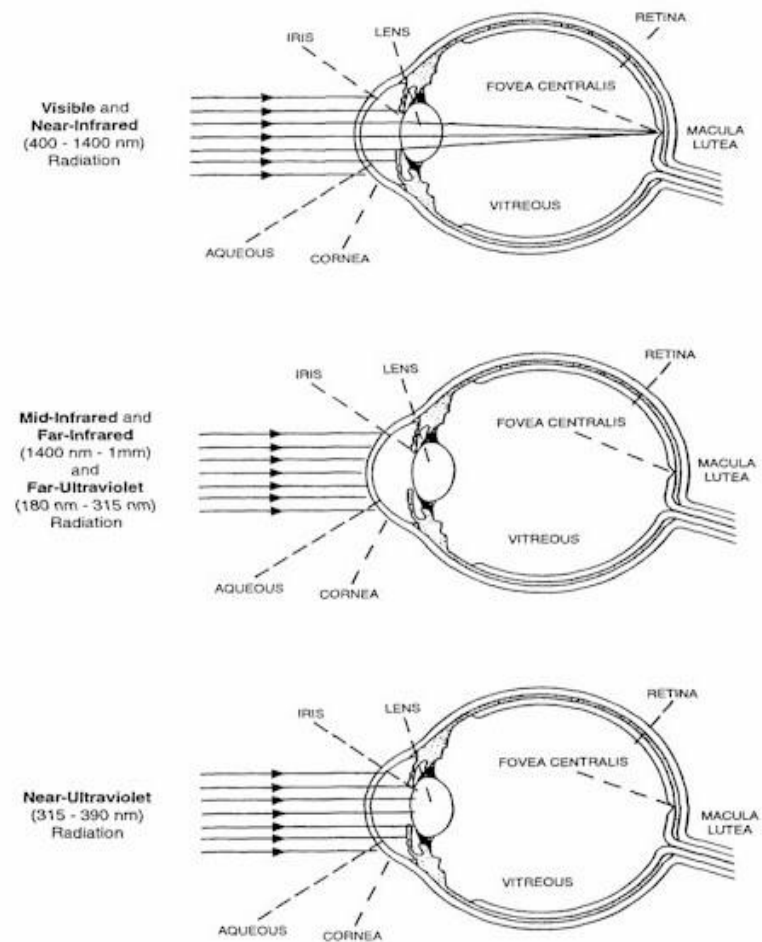 IRIS
LENS
RETINA
FOVEA CENTRALIS
Visible and
Near-Infrared
(400 - 1400 nm)
Radiation
MACULA
LUTEA
VITREOUS
AQUEOUS
CORNEA
IRIS
LENS
RETINA
FOVEA CENTRALIS
Mid-Infrared and
Far-Infrared
(1400 nm - 1mm)
and
Far-Ultraviolet
(180 nm - 315 nm)
Radiation
MACULA
LUTEA
VITREOUS
AQUEOUS
CORNEA
IRIS
LENS
RETINA
FOVEA CENTRALIS
Near-Ultraviolet
(315 - 390 nm)
Radiation
MACULA
LUTEA
VITREOUS
AQUEOUS
CORNEA